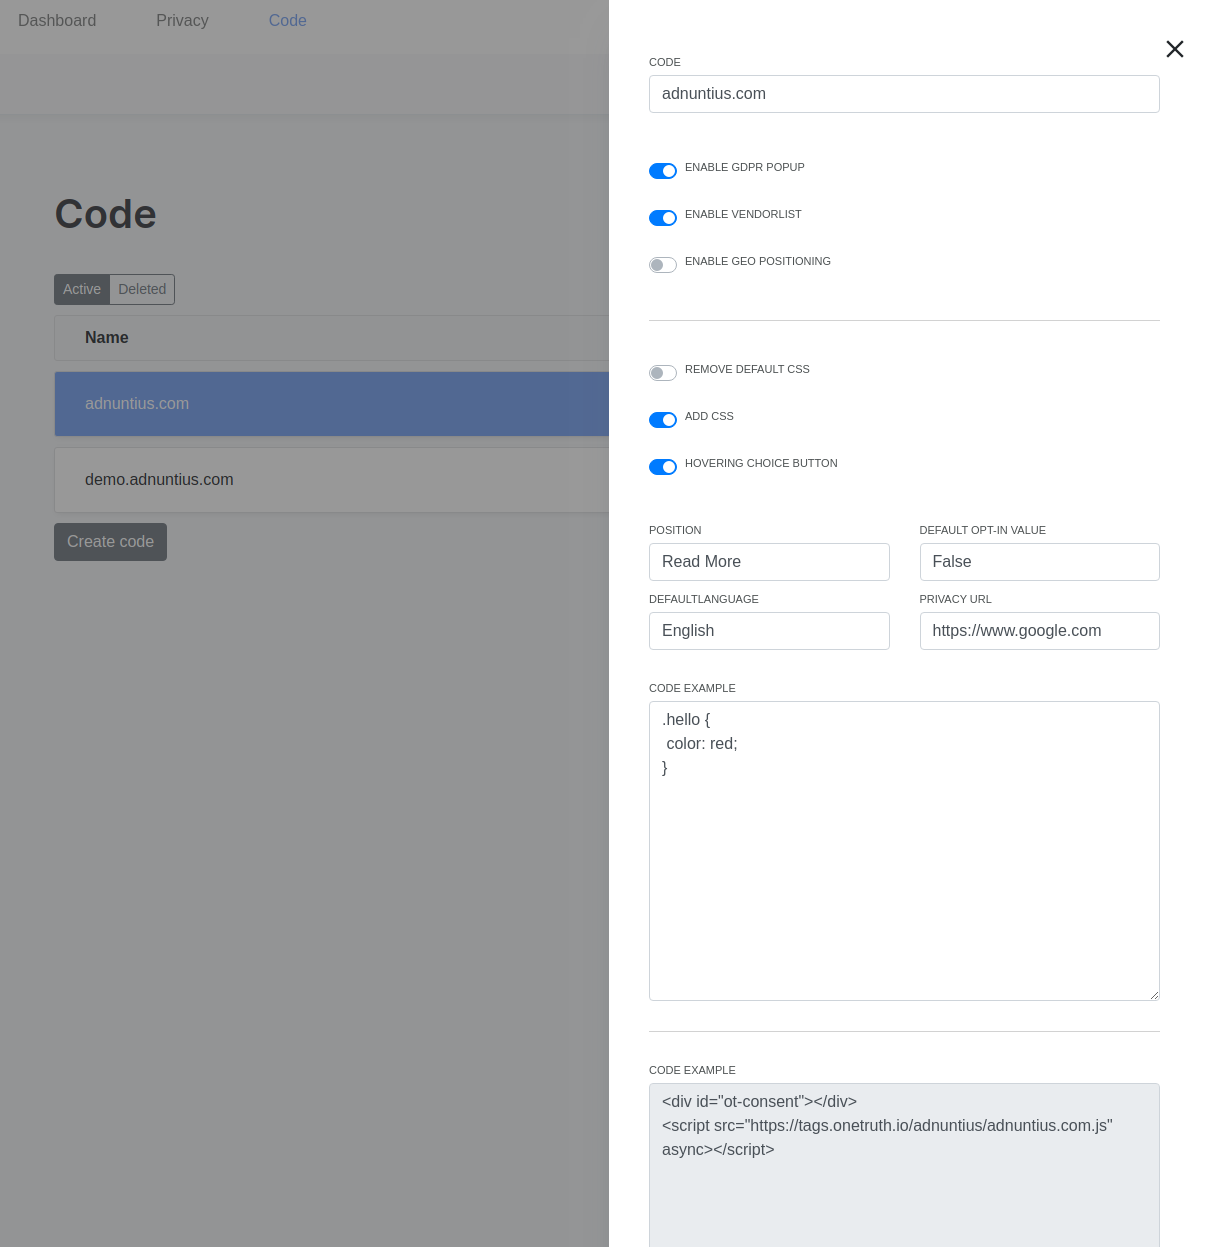 Dashboard
Privacy
Code
Code
Active
Deleted
Name
adnuntius.com
demo.adnuntius.com
Create code
CODE
adnuntius.com
ENABLE GDPR POPUP
ENABLE VENDORLIST
ENABLE GEO POSITIONING
REMOVE DEFAULT CSS
ADD CSS
HOVERING CHOICE BUTTON
POSITION
Read More
DEFAULT OPT-IN VALUE
False
DEFAULTLANGUAGE
English
PRIVACY URL
https://www.google.com
CODE EXAMPLE
.hello {
 color: red;
}
CODE EXAMPLE
<div id="ot-consent"></div>
<script src="https://tags.onetruth.io/adnuntius/adnuntius.com.js"
async></script>